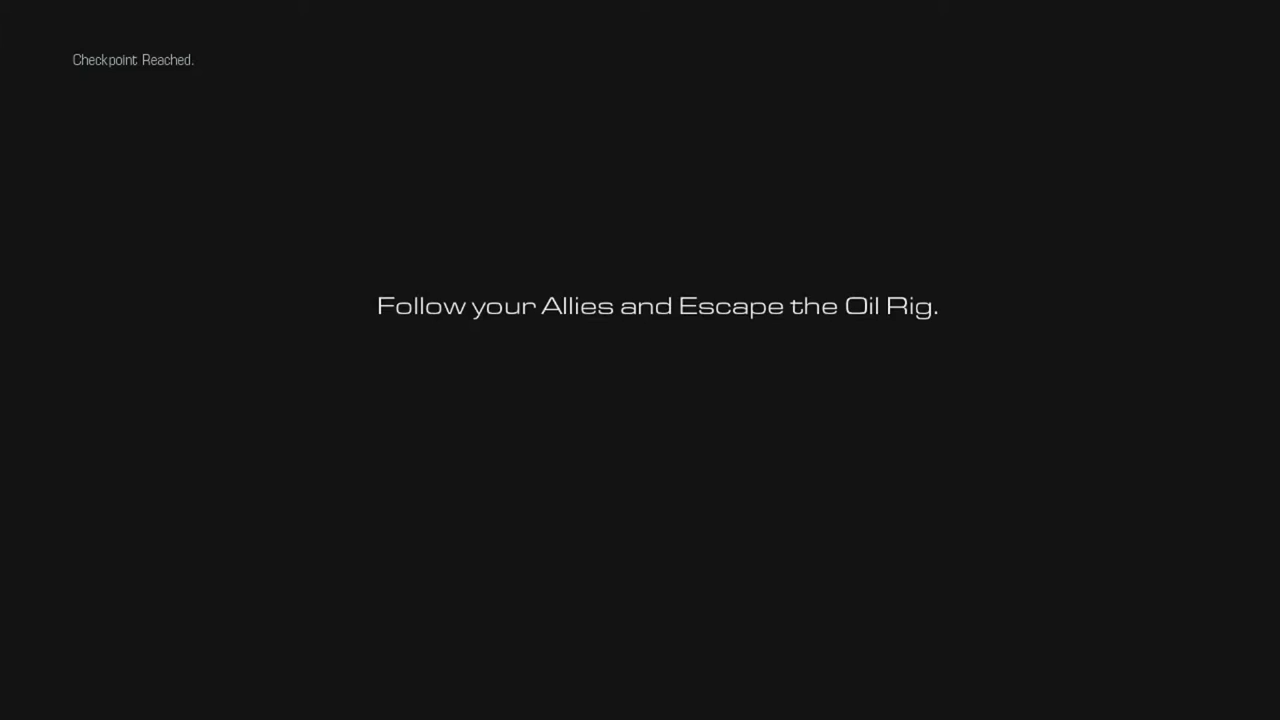 Checkpoint Reached.
Follow your Allies and Escape the Oil Rig.